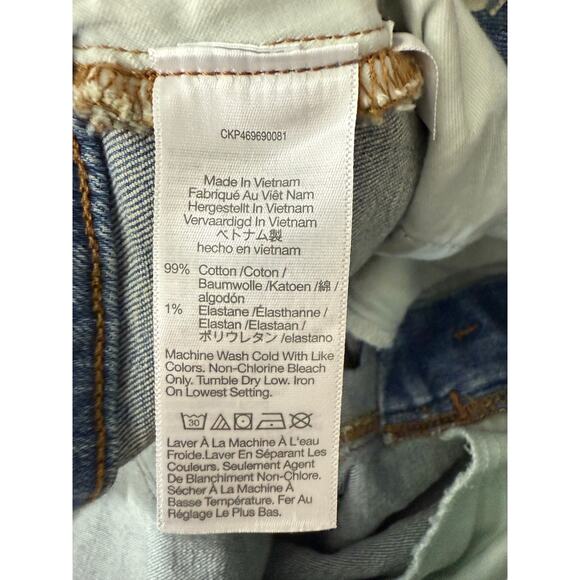 CKP469690081
Made In Vietnam
Fabriqué Au Viêt Nam
Hergestellt In Vietnam
Vervaardigd In Vietnam
ベトナム製
hecho en vietnam
99% Cotton /Coton /
Baumwolle /Katoen /綿 /
algodón
1% Elastane /Élasthanne /
Elastan /Elastaan /
ポリウレタン /elastano
Machine Wash Cold With Like
Colors. Non-Chlorine Bleach
Only. Tumble Dry Low. Iron
On Lowest Setting.
30
Laver À La Machine À L'eau
Froide.Laver En Séparant Les
Couleurs. Seulement Agent
De Blanchiment Non-Chlore.
Sécher À La Machine À
Basse Température. Fer Au
Réglage Le Plus Bas.